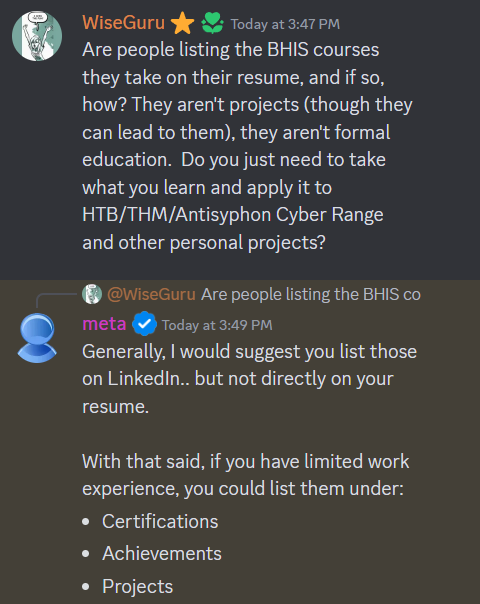 WiseGuru Today at 3:47 PM
Are people listing the BHIS courses
they take on their resume, and if so,
how? They aren't projects (though they
can lead to them), they aren't formal
education.  Do you just need to take
what you learn and apply it to
HTB/THM/Antisyphon Cyber Range
and other personal projects?
@WiseGuru Are people listing the BHIS co
meta Today at 3:49 PM
Generally, I would suggest you list those
on LinkedIn.. but not directly on your
resume.
With that said, if you have limited work
experience, you could list them under:
• Certifications
• Achievements
• Projects